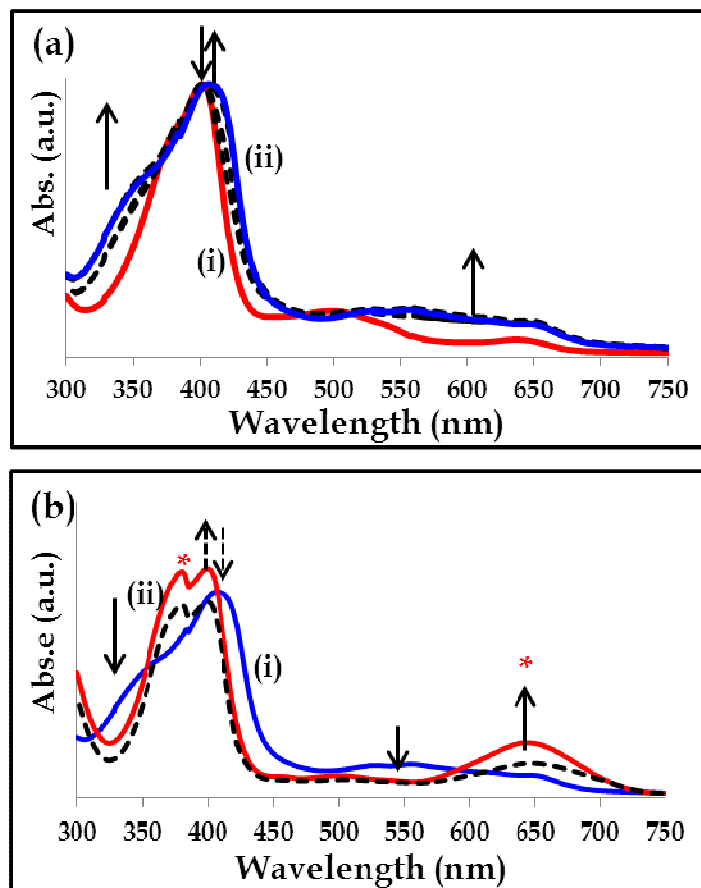 (a)
Abs. (a.u.)
(ii)
(i)
300 350 400 450 500 550 600 650 700 750
Wavelength (nm)
(b)
Abs.e (a.u.)
*
(ii)
(i)
*
300 350 400 450 500 550 600 650 700 750
Wavelength (nm)